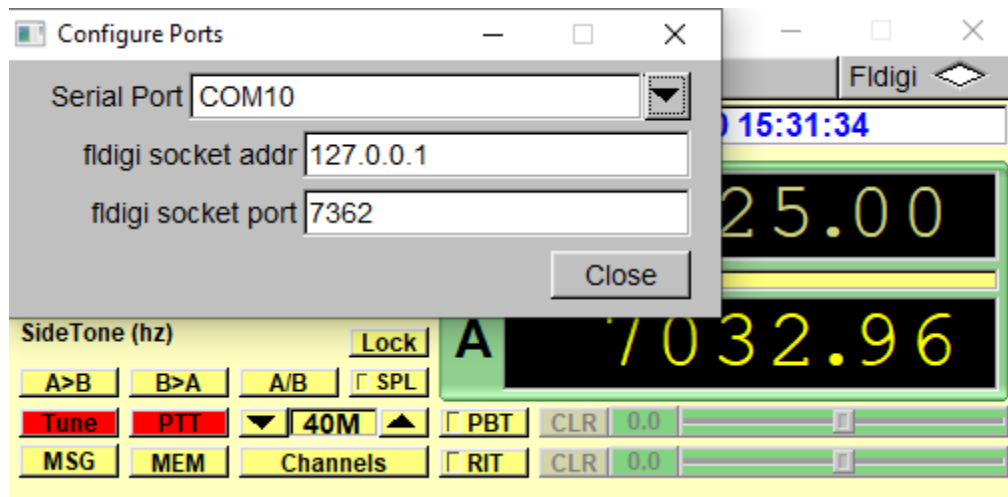 Configure Ports
Fldigi
Serial Port COM10
15:31:34
fldigi socket addr 127.0.0.1
fldigi socket port 7362
25.00
Close
SideTone (hz)
Lock
A 7032.96
A>B B>A A/B SPL
Tune PTT 40M PBT CLR 0.0
MSG MEM Channels RIT CLR 0.0